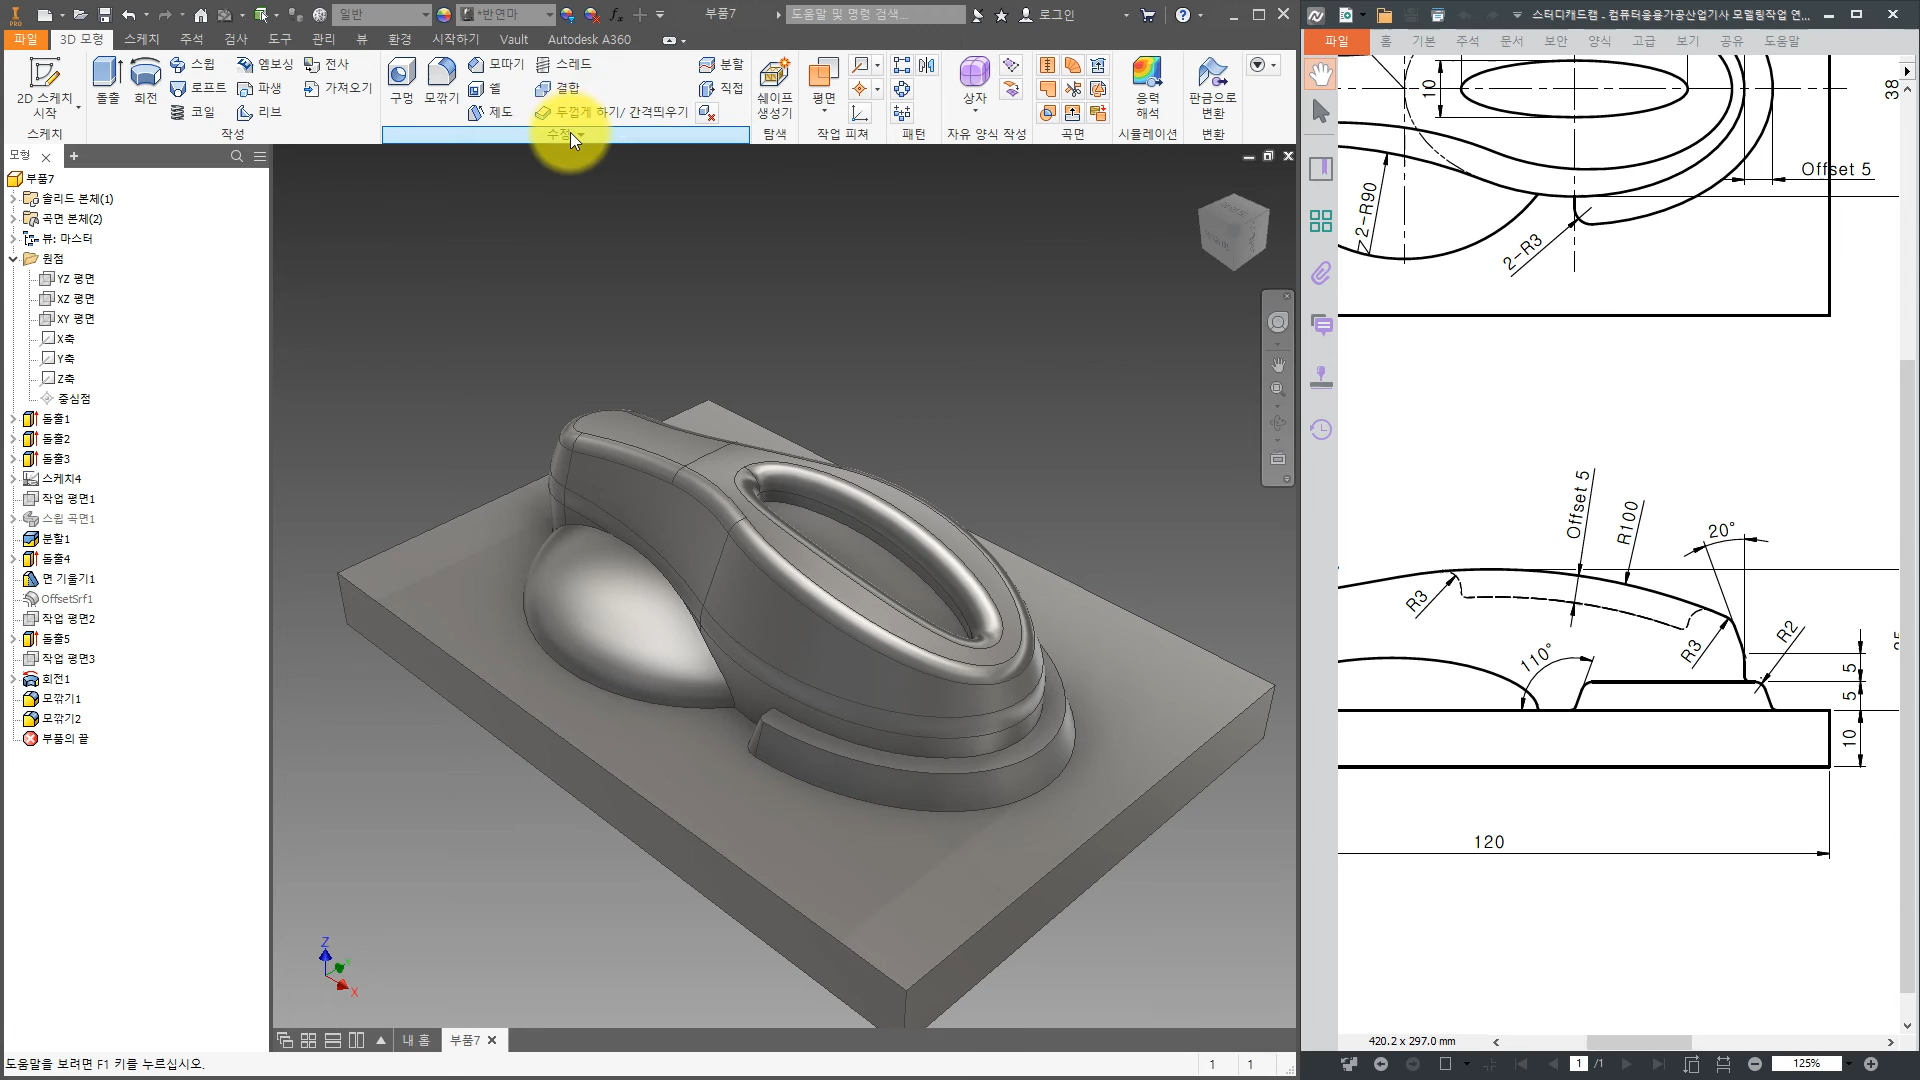 일반
*반연마
부품7
도움말 및 명령 검색...
로그인
파일
3D 모형
스케치
주석
검사
도구
관리
뷰
환경
시작하기
Vault
Autodesk A360
2D 스케치
시작
돌출
회전
스윕
로프트
코일
엠보싱
파생
리브
전사
가져오기
구멍
모깎기
모따기
쉘
제도
스레드
결합
두껍게 하기/ 간격띄우기
분할
직접
쉐이프
생성기
평면
상자
응력
해석
판금으로
변환
스케치
작성
수정
탐색
작업 피쳐
패턴
자유 양식 작성
곡면
시뮬레이션
변환
모형
부품7
솔리드 본체(1)
곡면 본체(2)
뷰: 마스터
원점
YZ 평면
XZ 평면
XY 평면
X축
Y축
Z축
중심점
돌출1
돌출2
돌출3
스케치4
작업 평면1
스윕 곡면1
분할1
돌출4
면 기울기1
OffsetSrf1
작업 평면2
돌출5
작업 평면3
회전1
모깎기1
모깎기2
부품의 끝
Z
X
내 홈
부품7
도움말을 보려면 F1 키를 누르십시오.
1
1
스터디캐드캠 - 컴퓨터응용가공산업기사 모델링작업 연...
파일
홈
기본
주석
문서
보안
양식
고급
보기
공유
도움말
10
38
Offset 5
2-R90
2-R3
Offset 5
R100
20°
R3
R3
R2
110°
5
5
10
120
420.2 x 297.0 mm
1
/1
125%